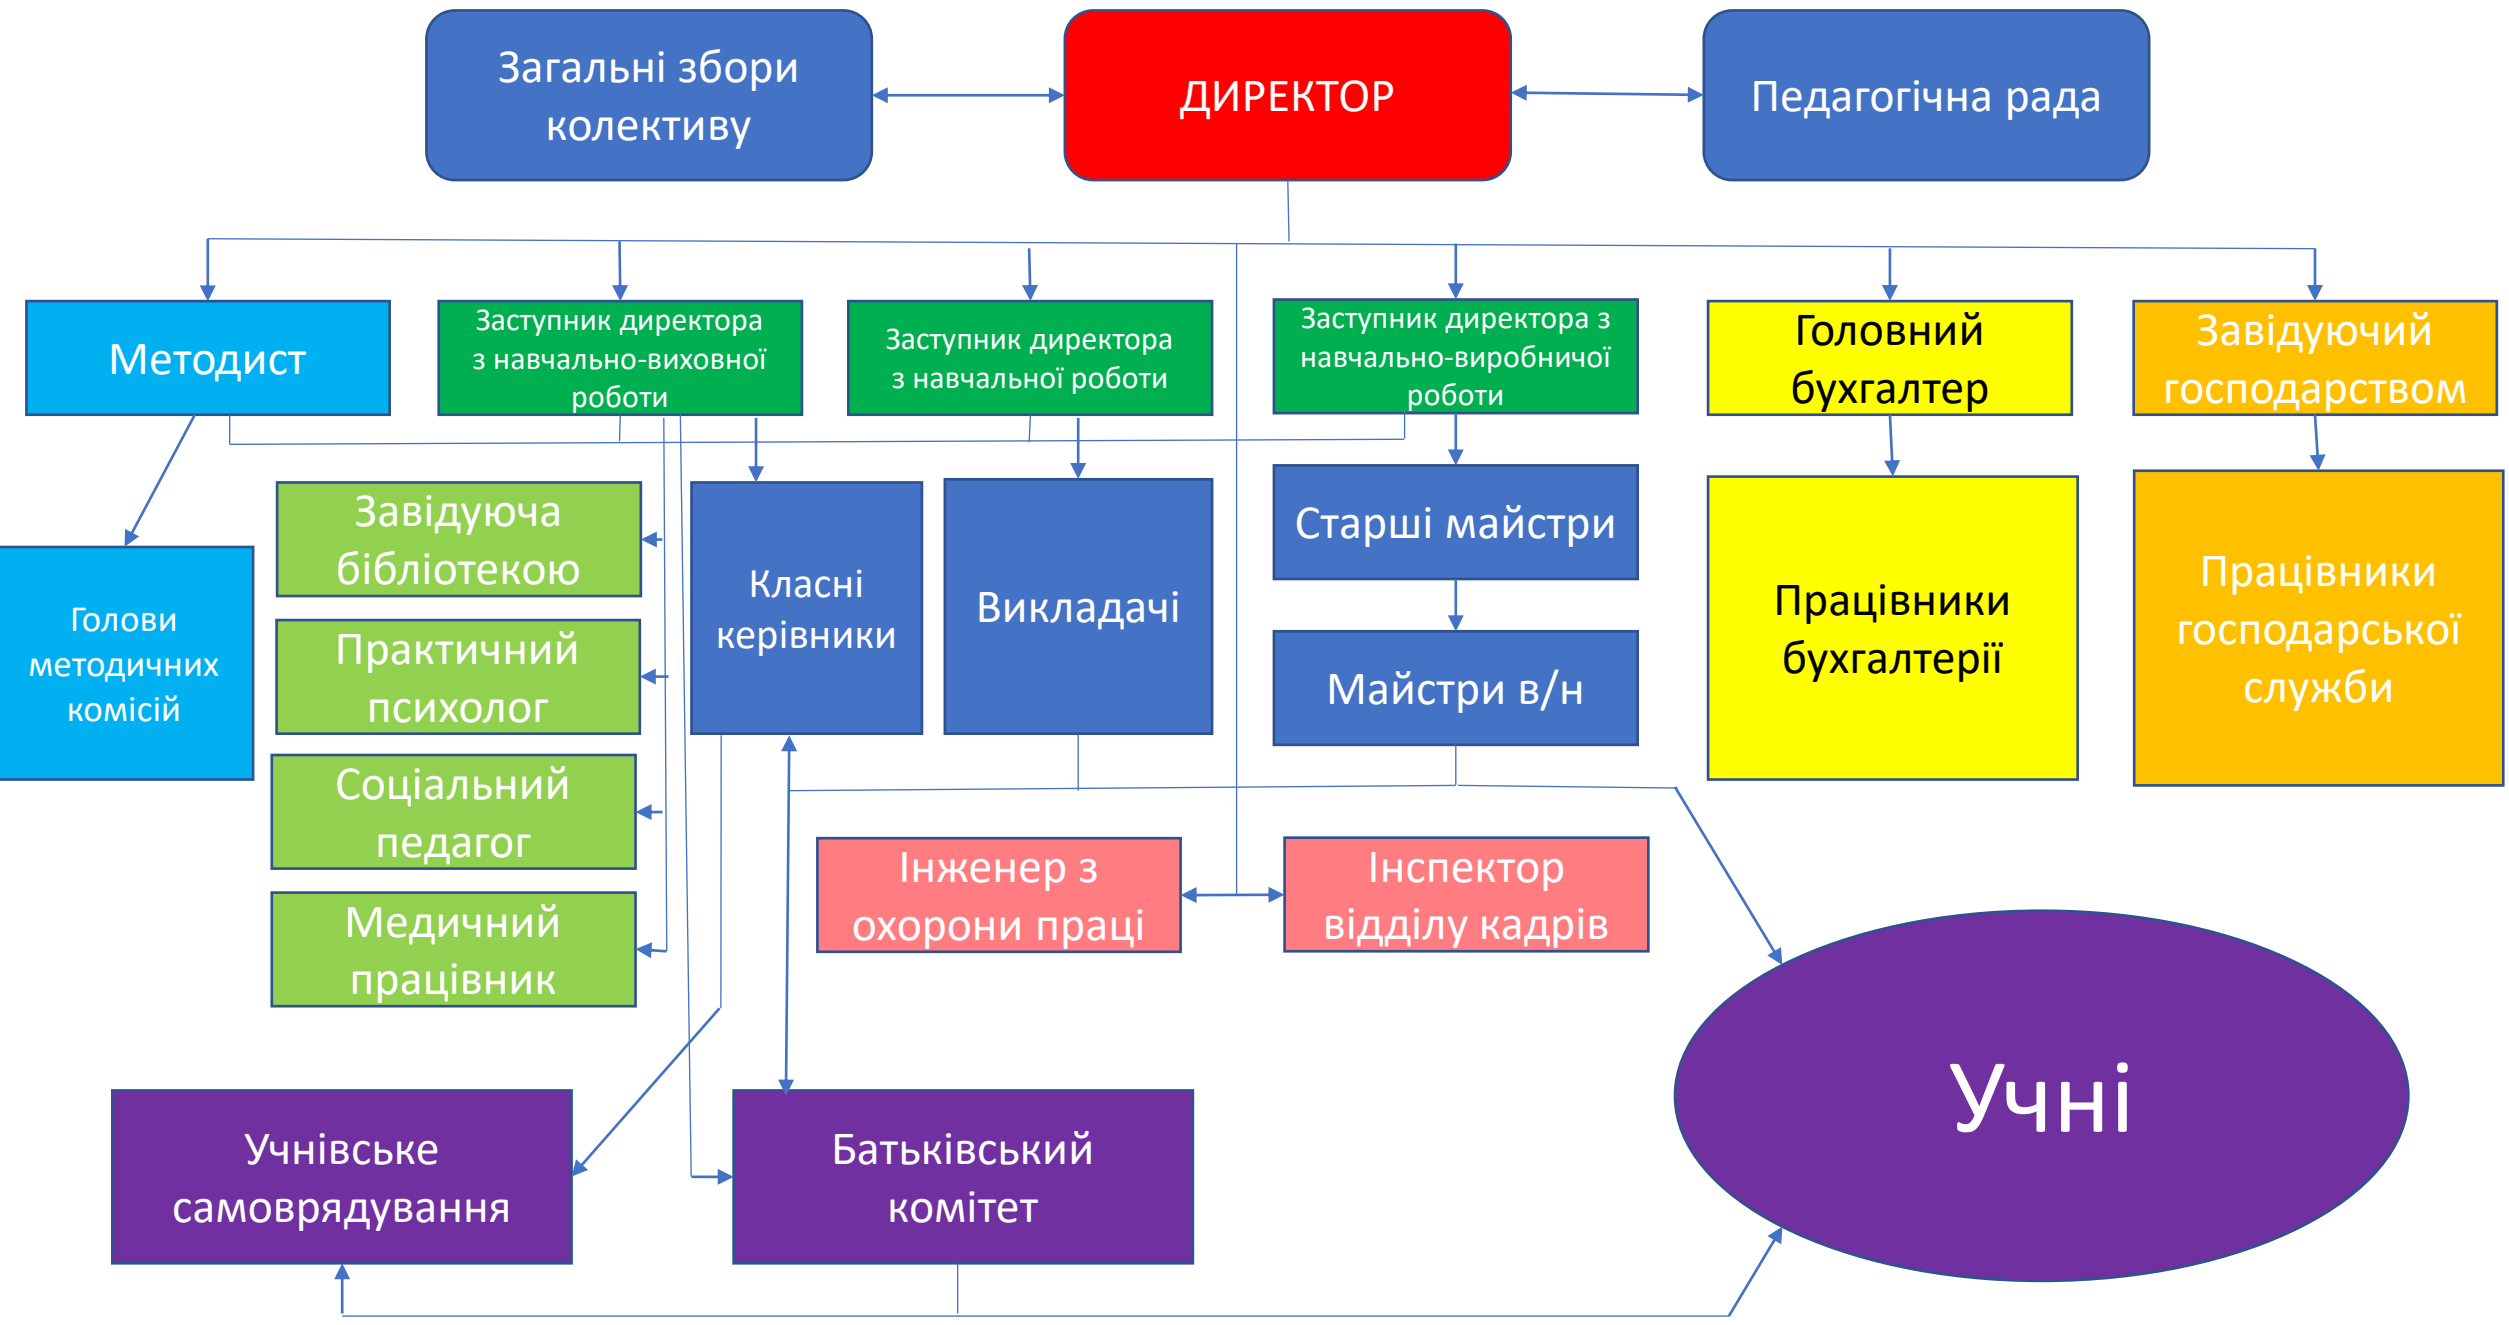 Загальні збори
колективу
ДИРЕКТОР
Педагогічна рада
Методист
Заступник директора
з навчально-виховної
роботи
Заступник директора
з навчальної роботи
Заступник директора з
навчально-виробничої
роботи
Головний
бухгалтер
Завідуючий
господарством
Голови
методичних
комісій
Завідуюча
бібліотекою
Практичний
психолог
Соціальний
педагог
Медичний
працівник
Класні
керівники
Викладачі
Старші майстри
Майстри в/н
Працівники
бухгалтерії
Працівники
господарської
служби
Інженер з
охорони праці
Інспектор
відділу кадрів
Учнівське
самоврядування
Батьківський
комітет
Учні